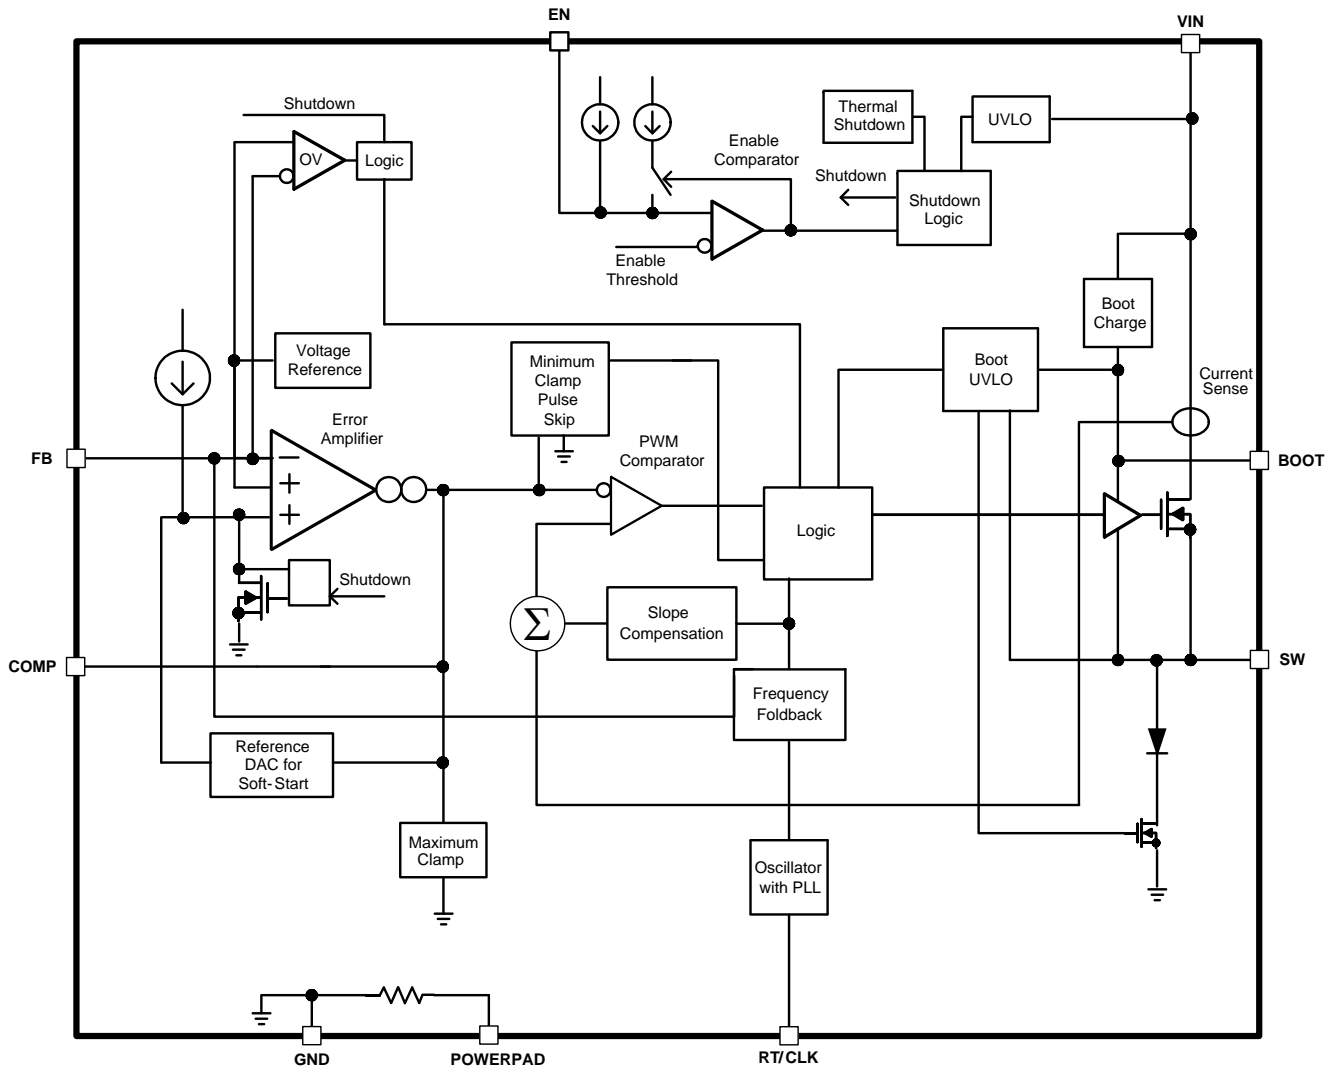 EN
VIN
Shutdown
OV
Logic
Thermal
Shutdown
UVLO
Enable
Comparator
Shutdown
Shutdown
Logic
Enable
Threshold
Boot
Charge
Voltage
Reference
Minimum
Clamp
Pulse
Skip
Boot
UVLO
Current
Sense
Error
Amplifier
PWM
Comparator
FB
BOOT
−
+
+
Logic
Shutdown
Σ
Slope
Compensation
COMP
SW
Frequency
Foldback
Reference
DAC for
Soft-Start
Maximum
Clamp
Oscillator
with PLL
GND
POWERPAD
RT/CLK